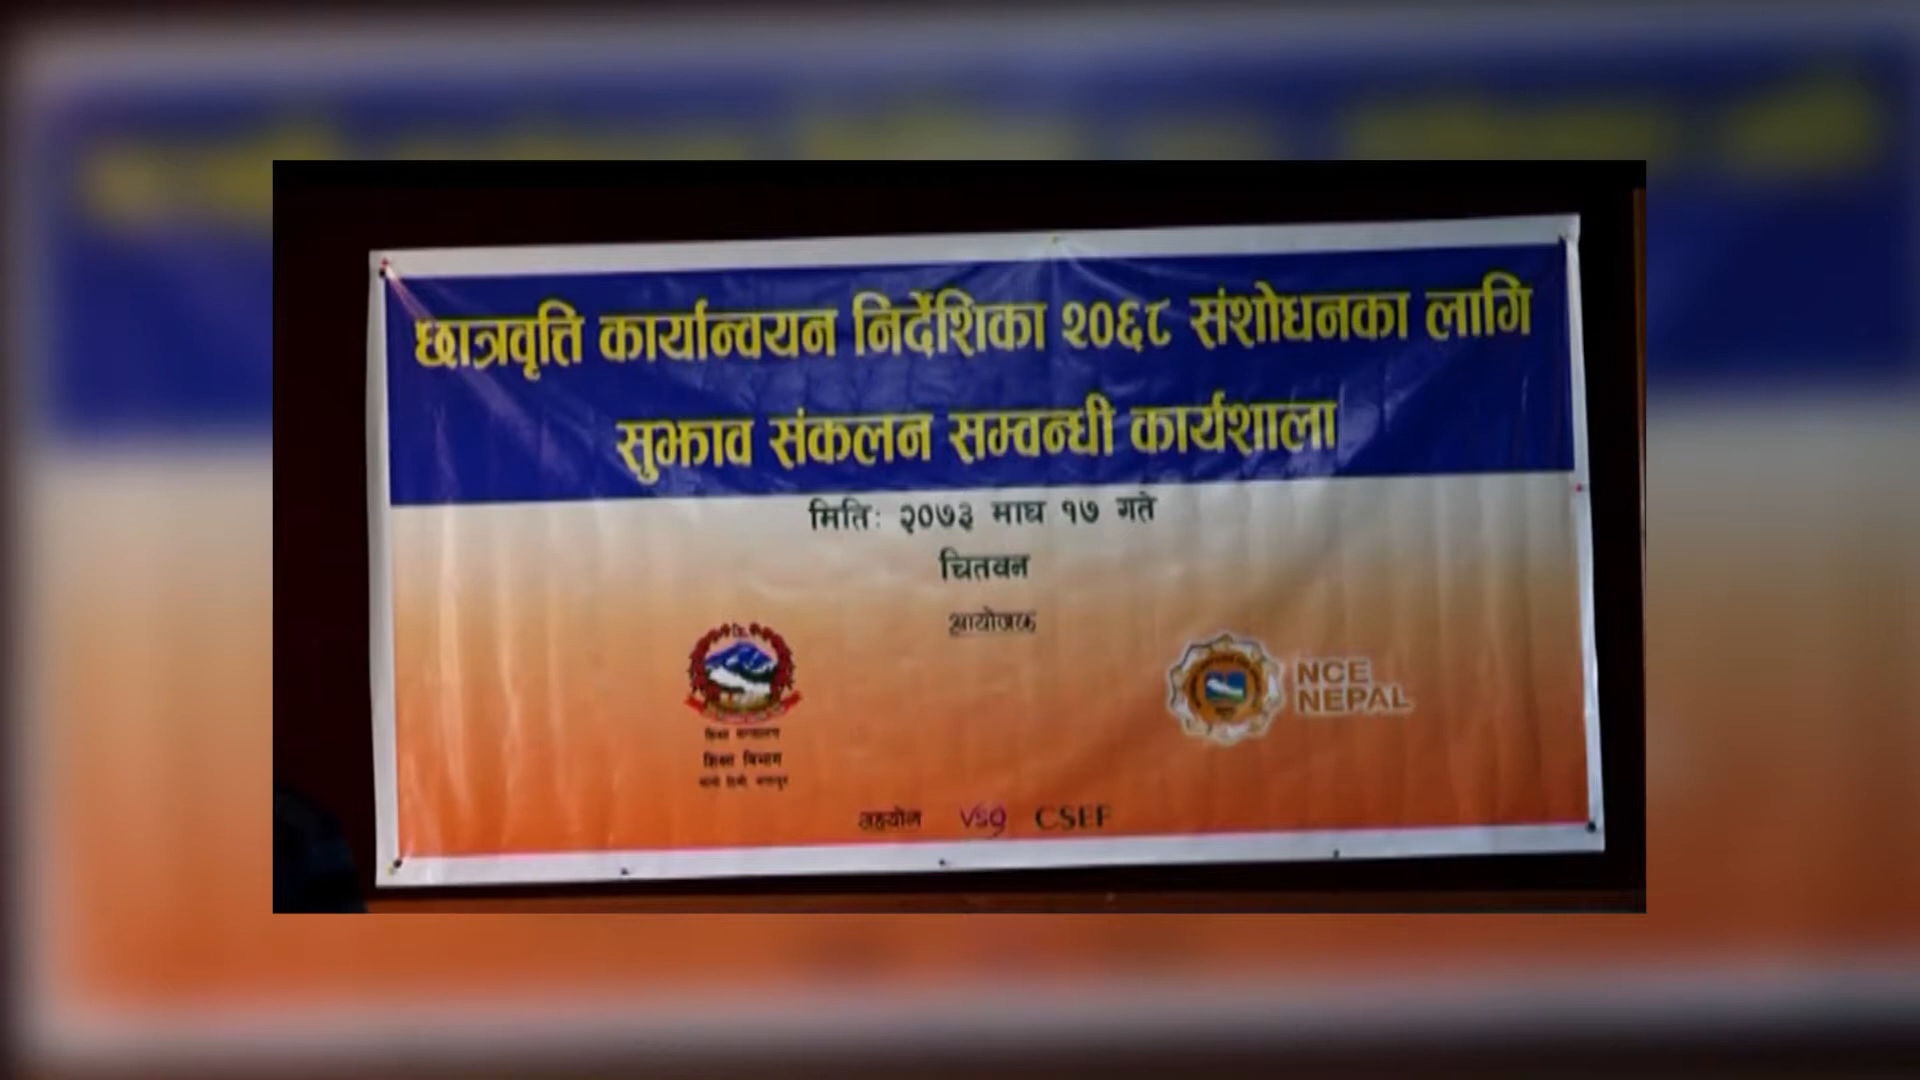 छात्रवृत्ति कार्यान्वयन निर्देशिका २०६८ संशोधनका लागि
सुझाव संकलन सम्वन्धी कार्यशाला
मितिः २०७३ माघ १७ गते
चितवन
आयोजक
शिक्षा विभाग
NCE
NEPAL
सहयोग vso CSEF